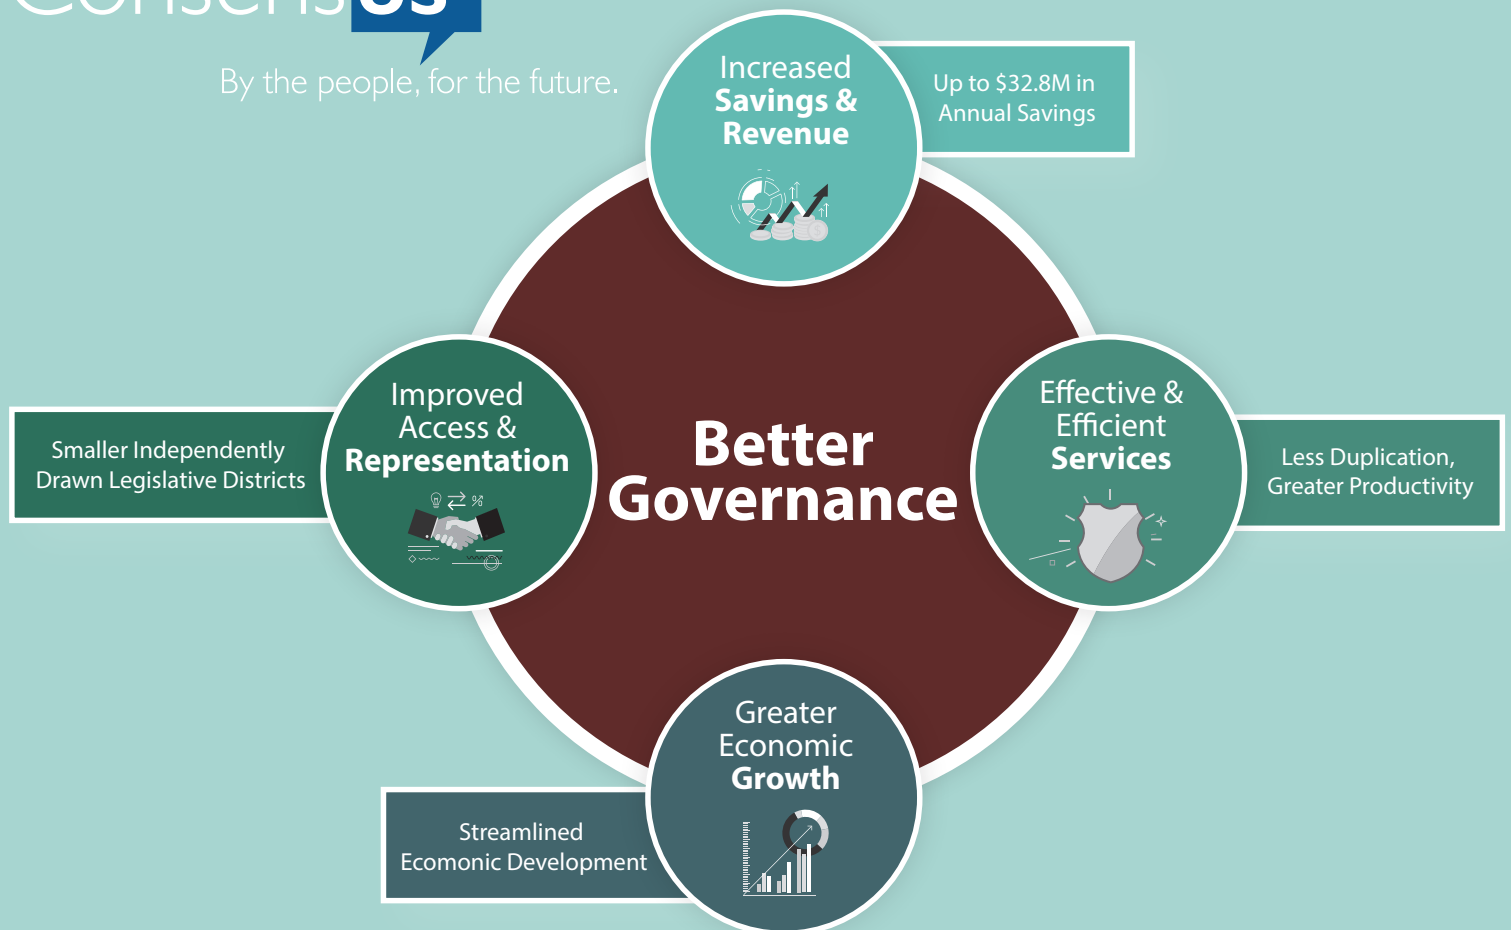 ConsensUS
By the people, for the future.
Increased
Savings &
Revenue
Up to $32.8M in
Annual Savings
Improved
Access &
Representation
Smaller Independently
Drawn Legislative Districts
Better
Governance
Effective &
Efficient
Services
Less Duplication,
Greater Productivity
Greater
Economic
Growth
Streamlined
Ecomonic Development